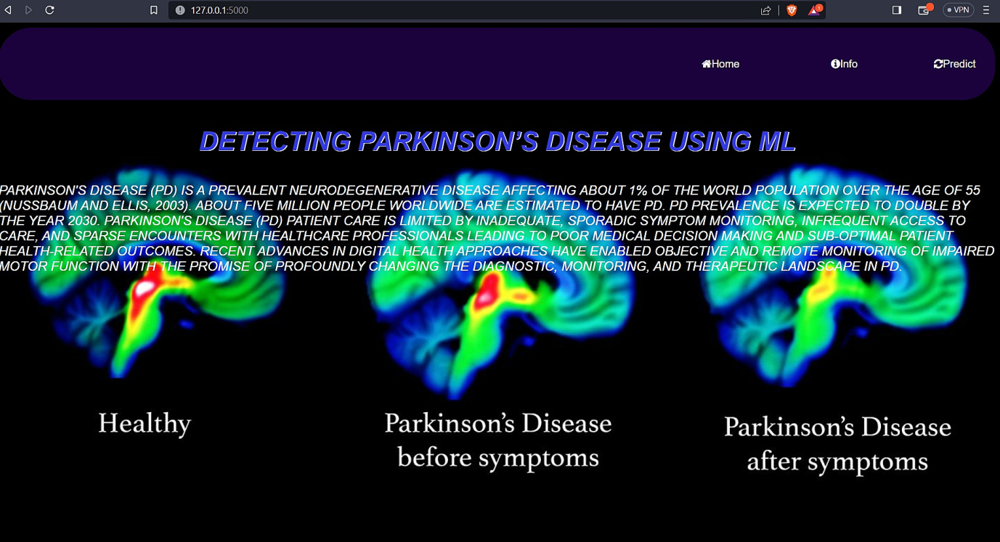 127.0.0.1:5000
1
VPN
Home
Info
Predict
DETECTING PARKINSON’S DISEASE USING ML
PARKINSON'S DISEASE (PD) IS A PREVALENT NEURODEGENERATIVE DISEASE AFFECTING ABOUT 1% OF THE WORLD POPULATION OVER THE AGE OF 55
(NUSSBAUM AND ELLIS, 2003). ABOUT FIVE MILLION PEOPLE WORLDWIDE ARE ESTIMATED TO HAVE PD. PD PREVALENCE IS EXPECTED TO DOUBLE BY
THE YEAR 2030. PARKINSON'S DISEASE (PD) PATIENT CARE IS LIMITED BY INADEQUATE, SPORADIC SYMPTOM MONITORING, INFREQUENT ACCESS TO
CARE, AND SPARSE ENCOUNTERS WITH HEALTHCARE PROFESSIONALS LEADING TO POOR MEDICAL DECISION MAKING AND SUB-OPTIMAL PATIENT
HEALTH-RELATED OUTCOMES. RECENT ADVANCES IN DIGITAL HEALTH APPROACHES HAVE ENABLED OBJECTIVE AND REMOTE MONITORING OF IMPAIRED
MOTOR FUNCTION WITH THE PROMISE OF PROFOUNDLY CHANGING THE DIAGNOSTIC, MONITORING, AND THERAPEUTIC LANDSCAPE IN PD.
Healthy
Parkinson’s Disease
before symptoms
Parkinson’s Disease
after symptoms